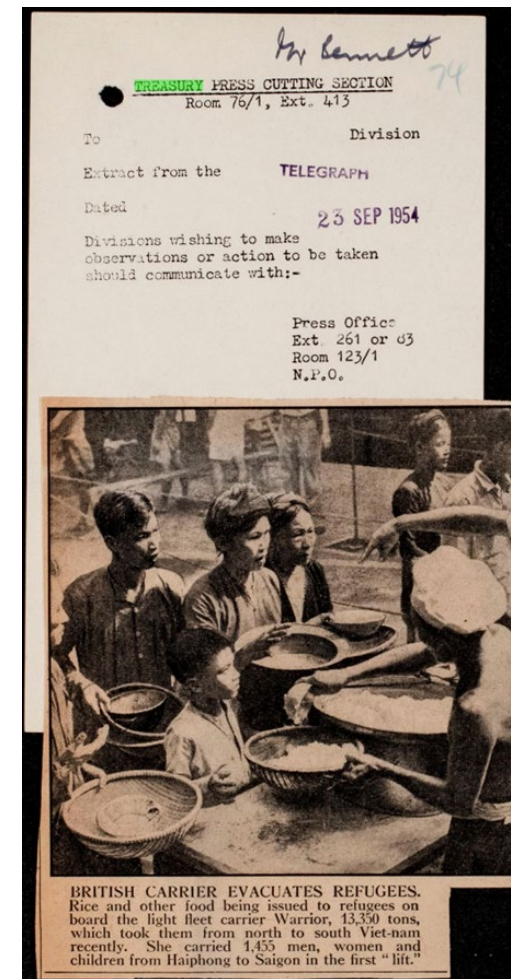 Mr Bennett
74
TREASURY PRESS CUTTING SECTION
Room 76/1, Ext. 413
To Division
Extract from the TELEGRAPH
Dated 23 SEP 1954
Divisions wishing to make
observations or action to be taken
should communicate with:-
Press Office
Ext. 261 or 83
Room 123/1
N.P.O.
BRITISH CARRIER EVACUATES REFUGEES.
Rice and other food being issued to refugees on
board the light fleet carrier Warrior, 13,350 tons,
which took them from north to south Viet-nam
recently. She carried 1,455 men, women and
children from Haiphong to Saigon in the first "lift."